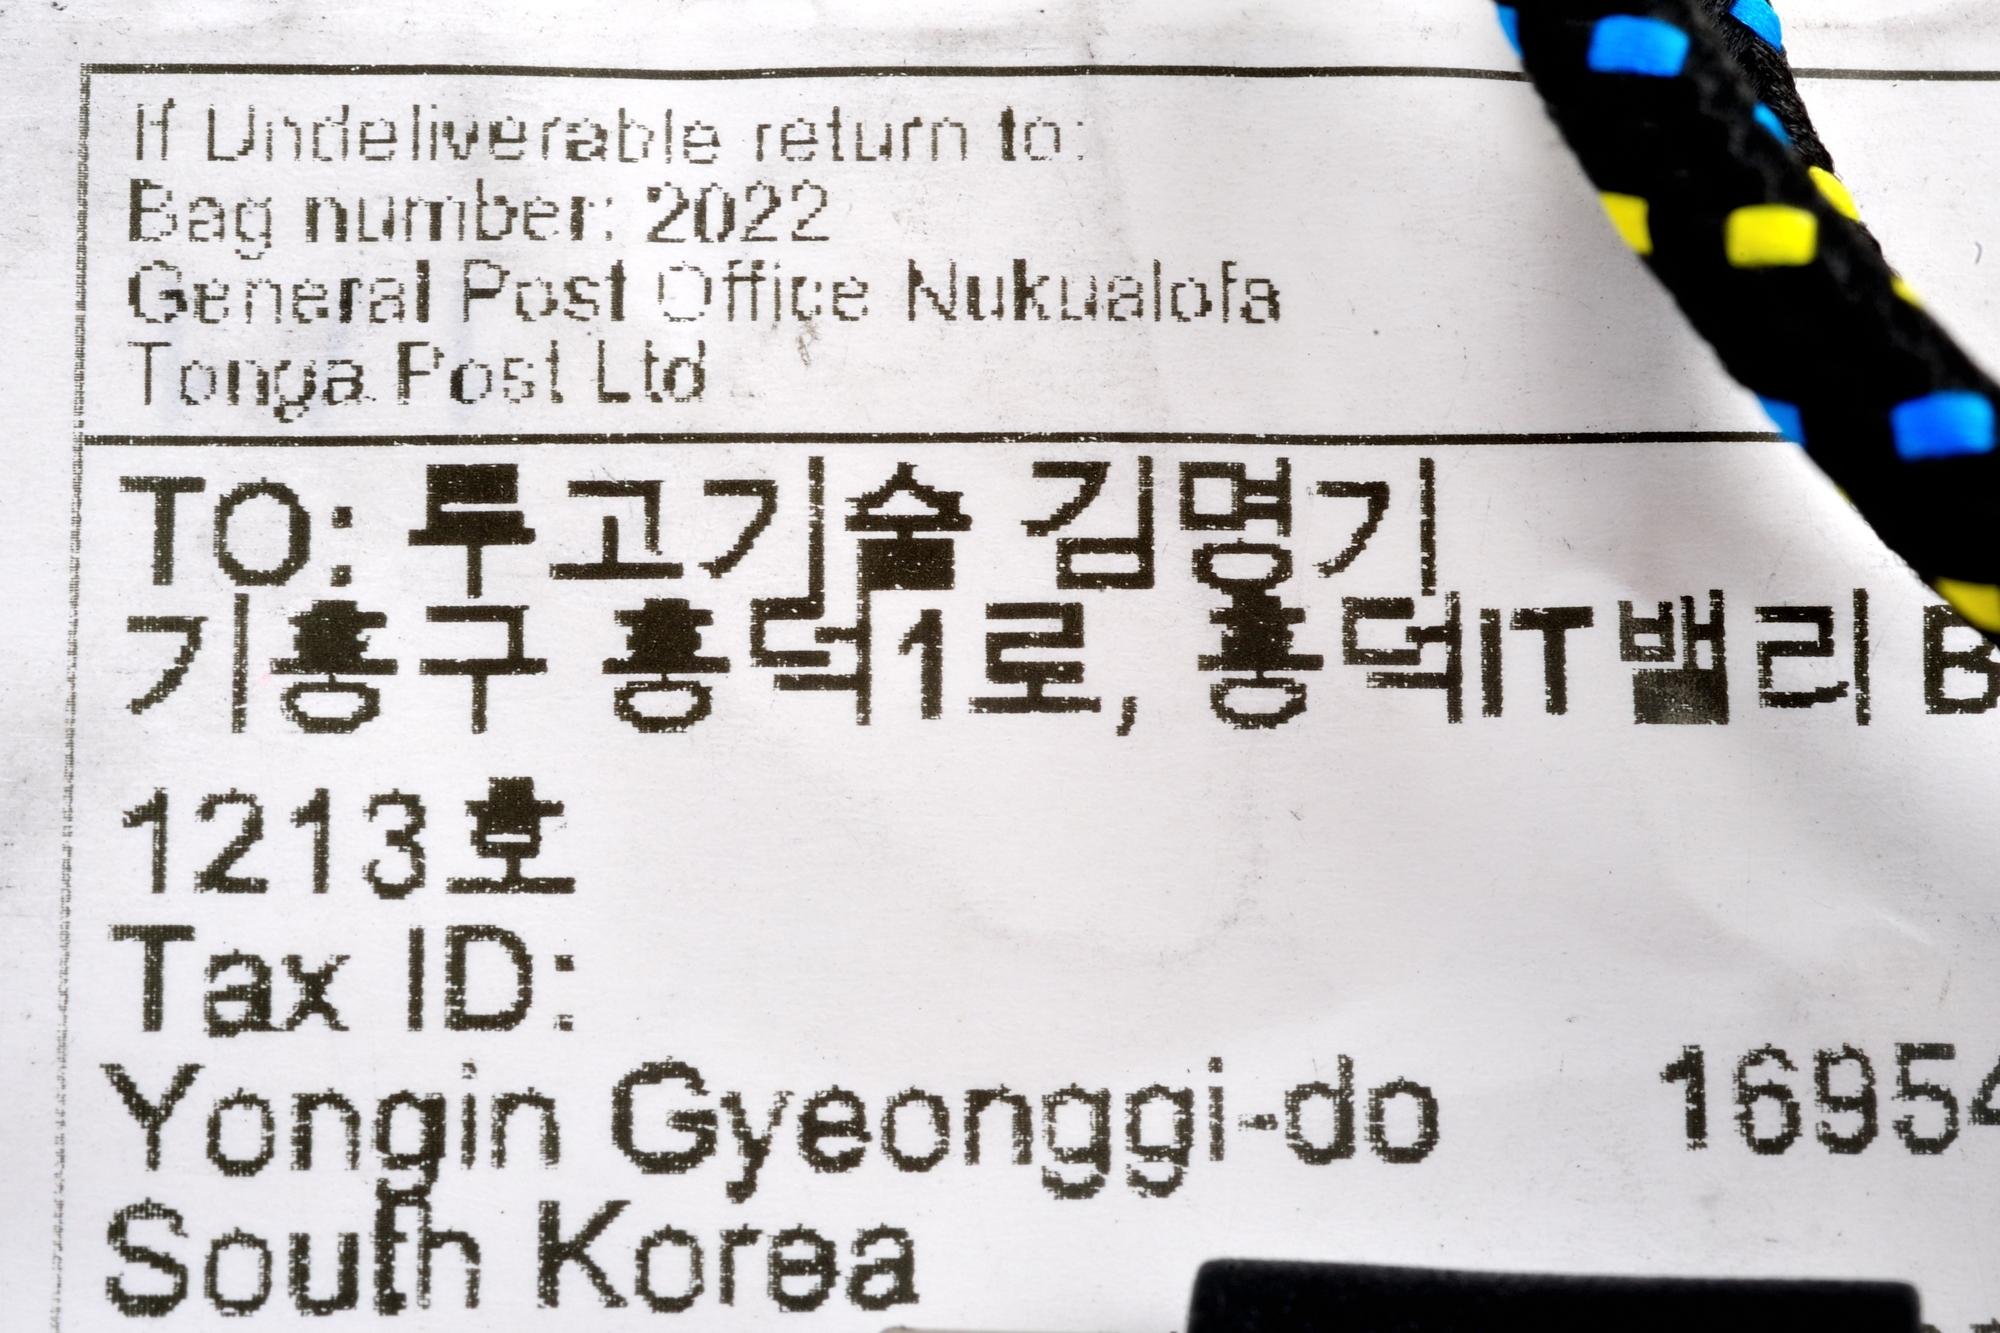 If Undeliverable return to:
Bag number: 2022
General Post Office Nukualofa
Tonga Post Ltd
TO: 두고기술 김명기
기흥구 흥덕1로, 흥덕IT밸리 B
1213호
Tax ID:
Yongin Gyeonggi-do 16954
South Korea